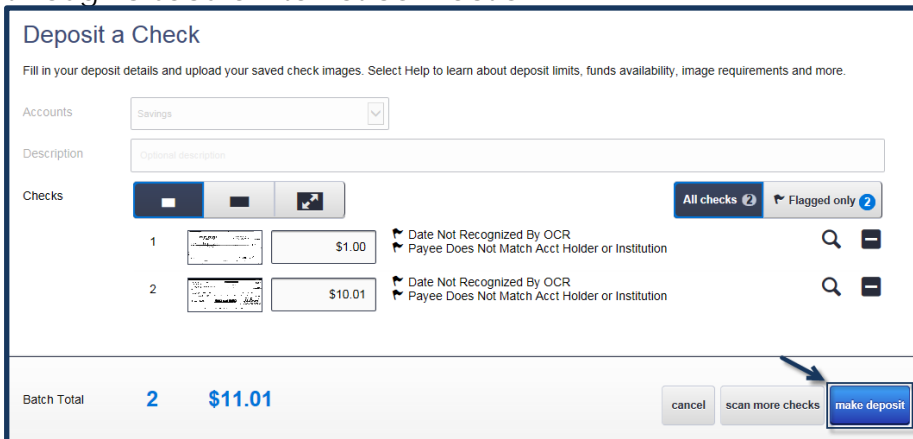 Deposit a Check
Fill in your deposit details and upload your saved check images. Select Help to learn about deposit limits, funds availability, image requirements and more.
Accounts Savings
Description Optional description
Checks All checks 2 Flagged only 2
1 $1.00 Date Not Recognized By OCR
Payee Does Not Match Acct Holder or Institution
2 $10.01 Date Not Recognized By OCR
Payee Does Not Match Acct Holder or Institution
Batch Total 2 $11.01 cancel scan more checks make deposit